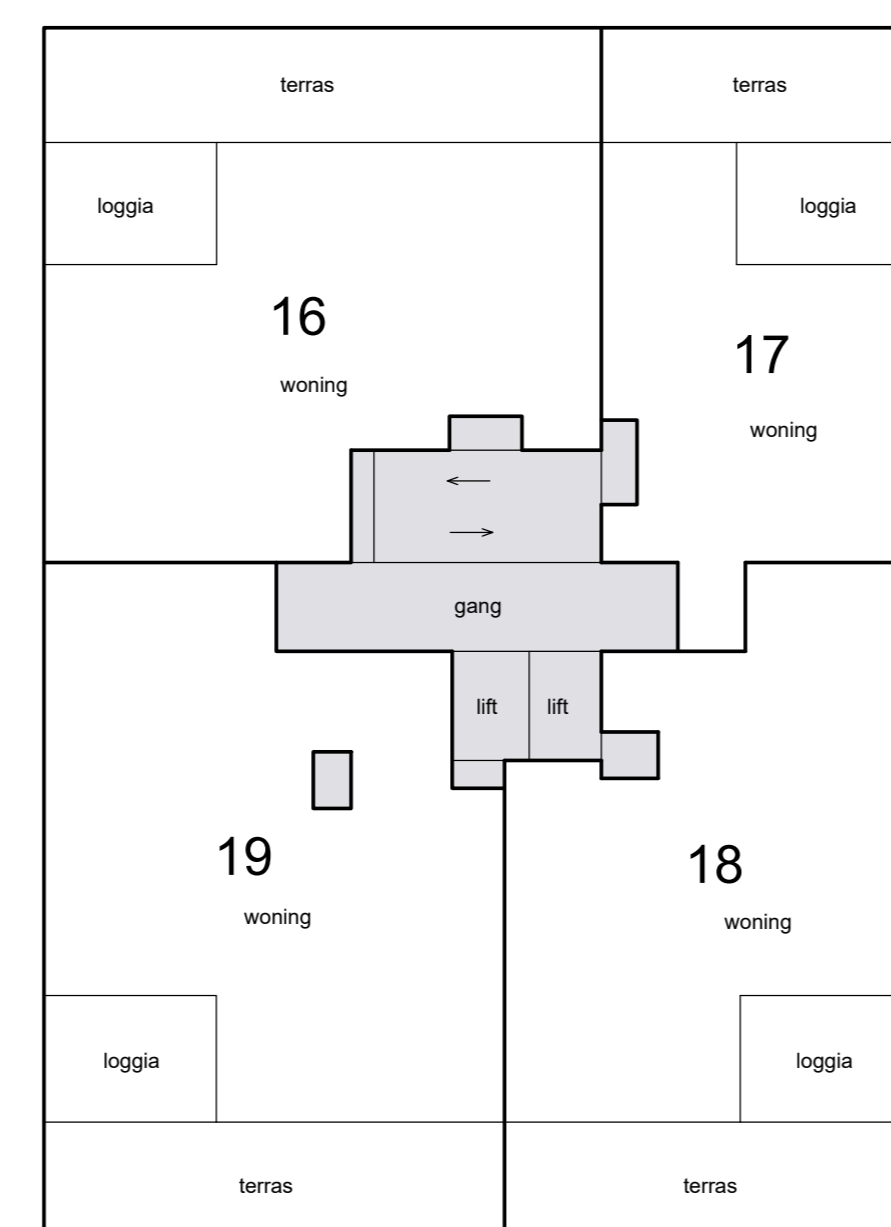 terras
terras
loggia
loggia
16
17
woning
woning
gang
lift
lift
19
18
woning
woning
loggia
loggia
terras
terras